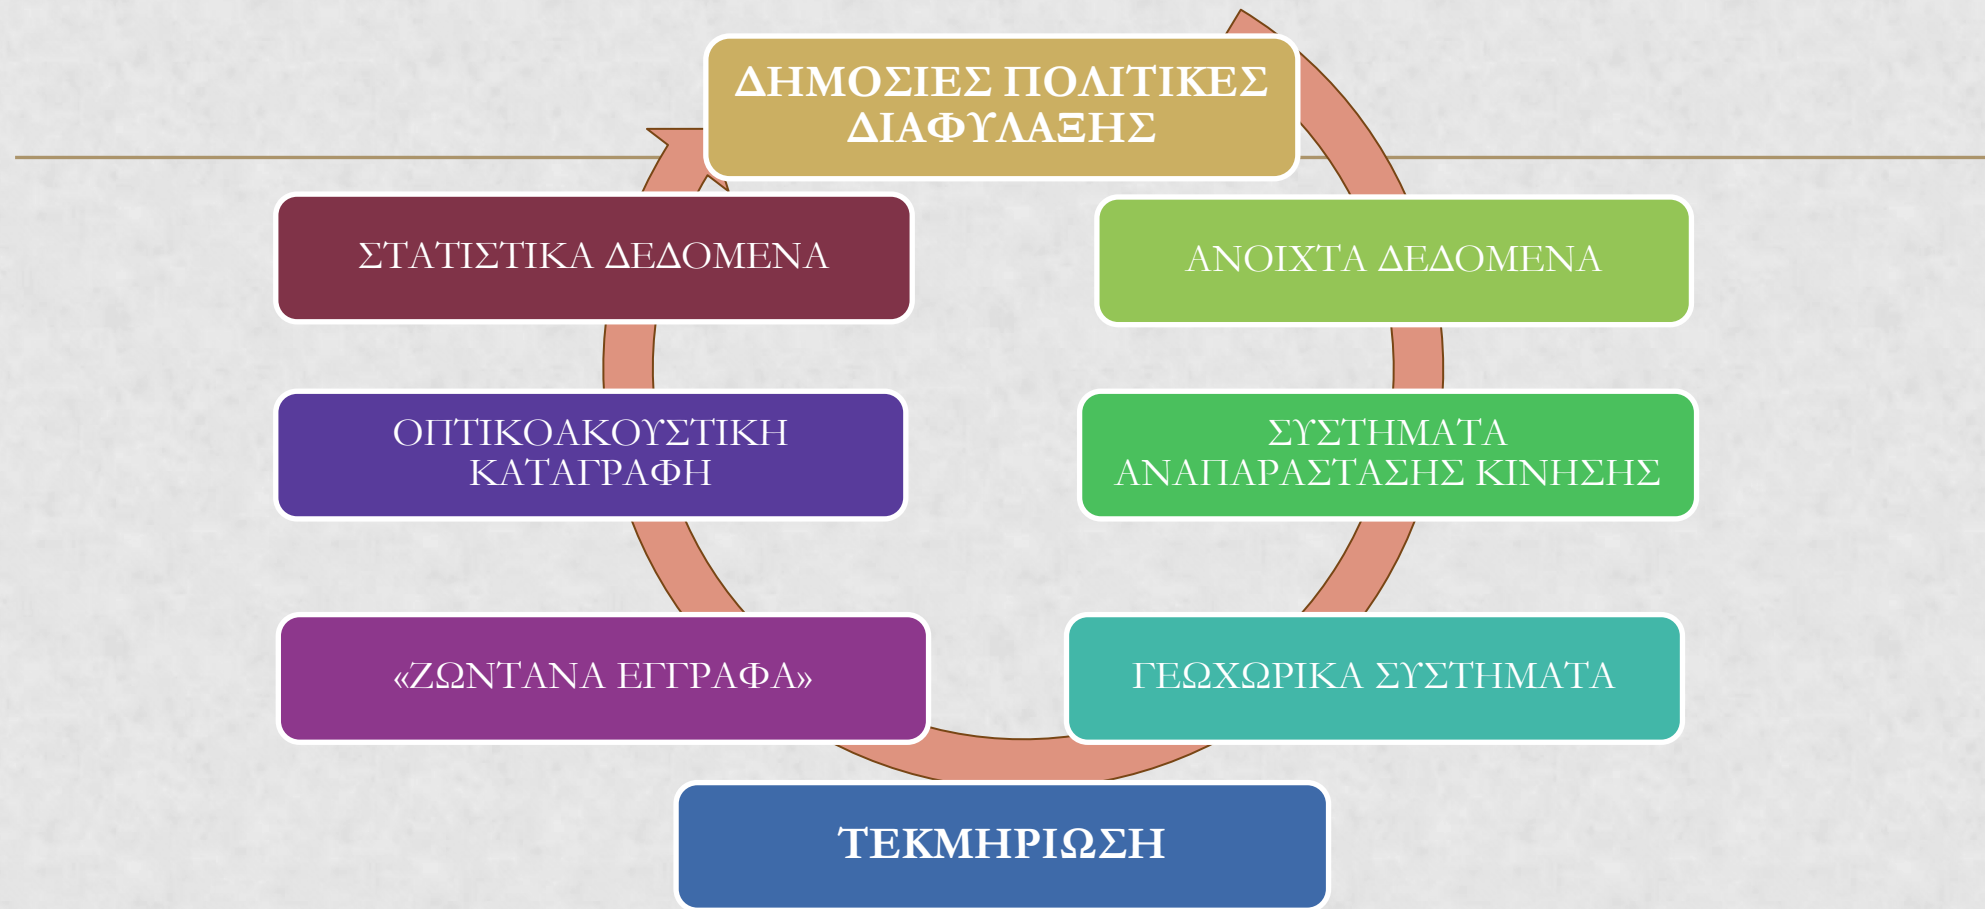 ΔΗΜΟΣΙΕΣ ΠΟΛΙΤΙΚΕΣ
ΔΙΑΦΥΛΑΞΗΣ
ΣΤΑΤΙΣΤΙΚΑ ΔΕΔΟΜΕΝΑ
ΑΝΟΙΧΤΑ ΔΕΔΟΜΕΝΑ
ΟΠΤΙΚΟΑΚΟΥΣΤΙΚΗ
ΚΑΤΑΓΡΑΦΗ
ΣΥΣΤΗΜΑΤΑ
ΑΝΑΠΑΡΑΣΤΑΣΗΣ ΚΙΝΗΣΗΣ
«ΖΩΝΤΑΝΑ ΕΓΓΡΑΦΑ»
ΓΕΩΧΩΡΙΚΑ ΣΥΣΤΗΜΑΤΑ
ΤΕΚΜΗΡΙΩΣΗ